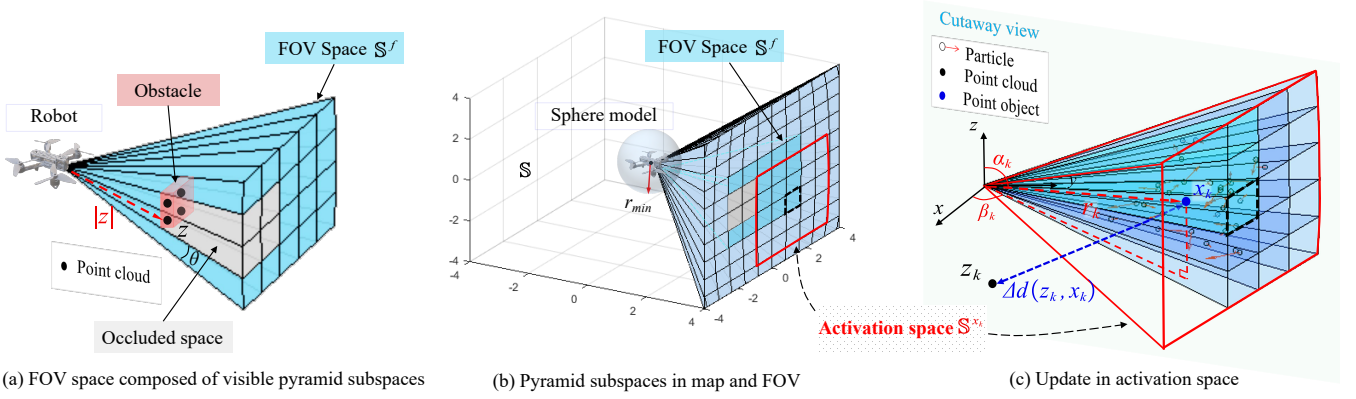 FOV Space 𝕊ᶠ
Obstacle
Robot
|z|
z
θ
Point cloud
Occluded space
(a) FOV space composed of visible pyramid subspaces
FOV Space 𝕊ᶠ
Sphere model
𝕊
r_min
4
2
0
-2
-4
-4
-2
0
2
4
-4
-2
0
2
4
Activation space 𝕊^{x_k}
(b) Pyramid subspaces in map and FOV
Cutaway view
Particle
Point cloud
Point object
z
α_k
y
x
β_k
r_k
x_k
z_k
Δd(z_k, x_k)
(c) Update in activation space